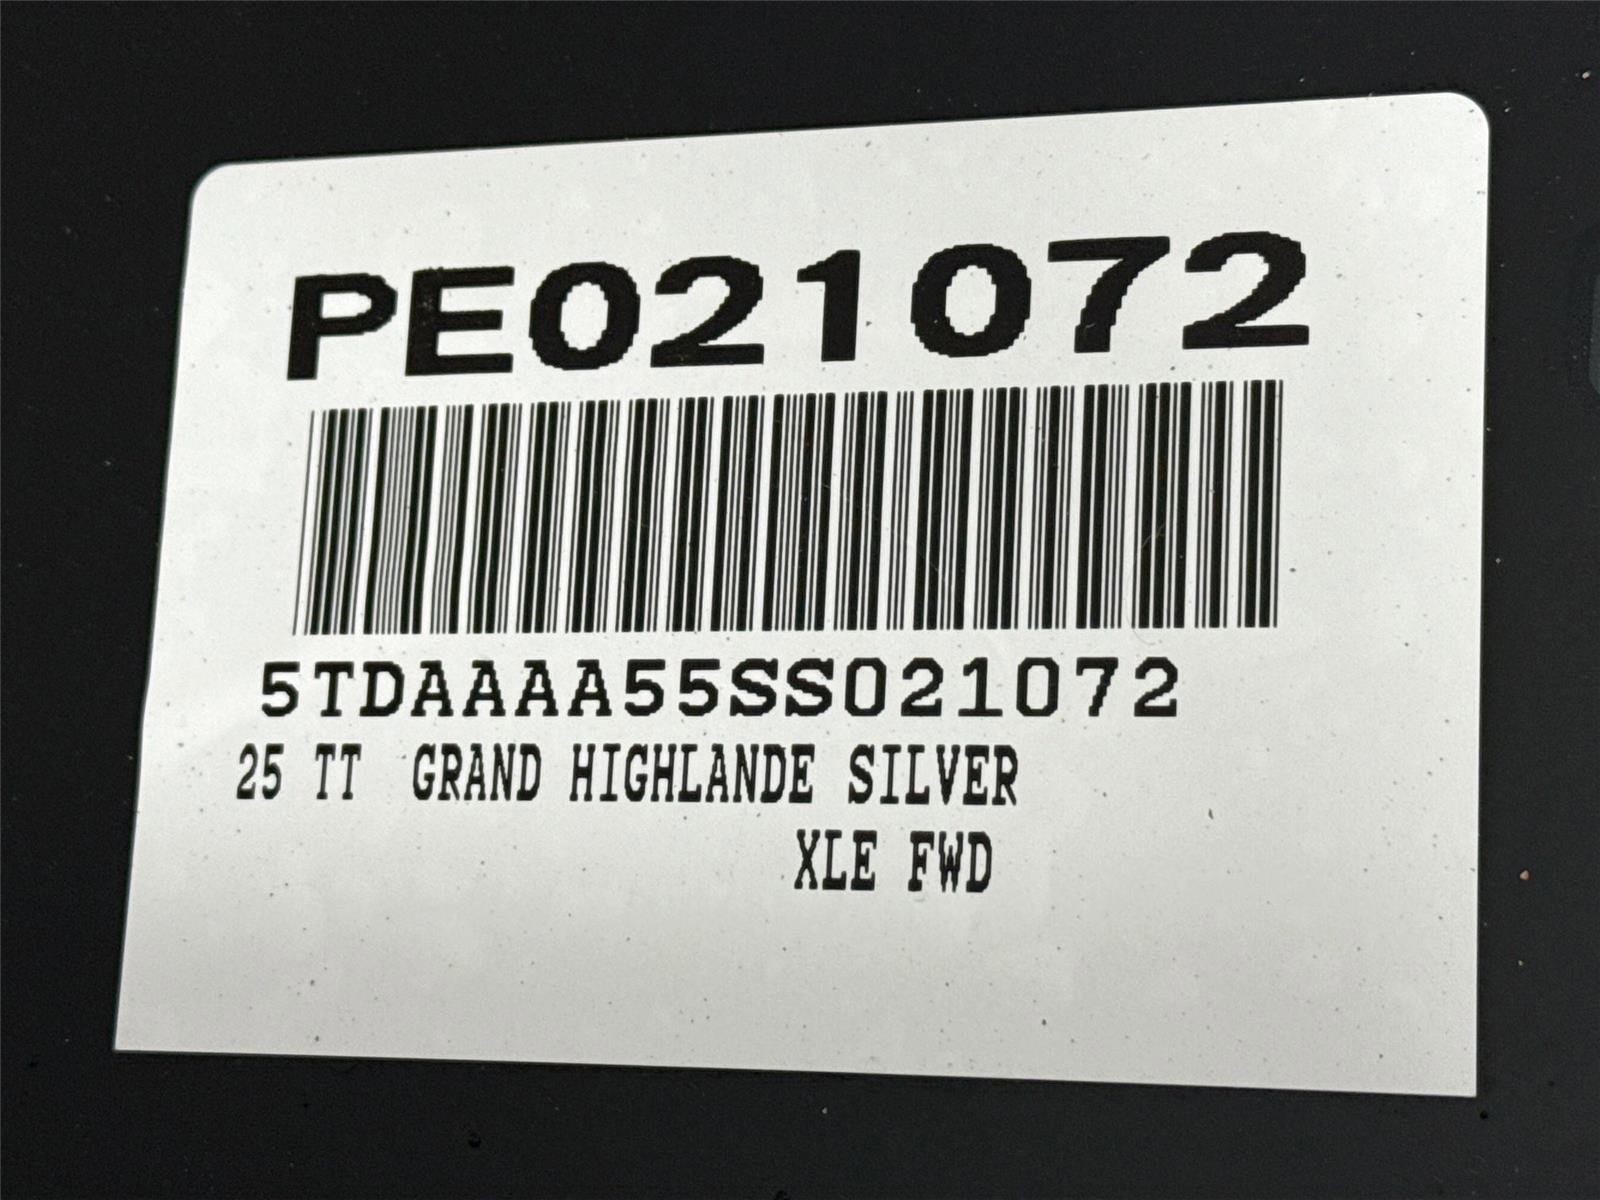 PE021072
5TDAAAA55SS021072
25 TT GRAND HIGHLANDE SILVER
XLE FWD